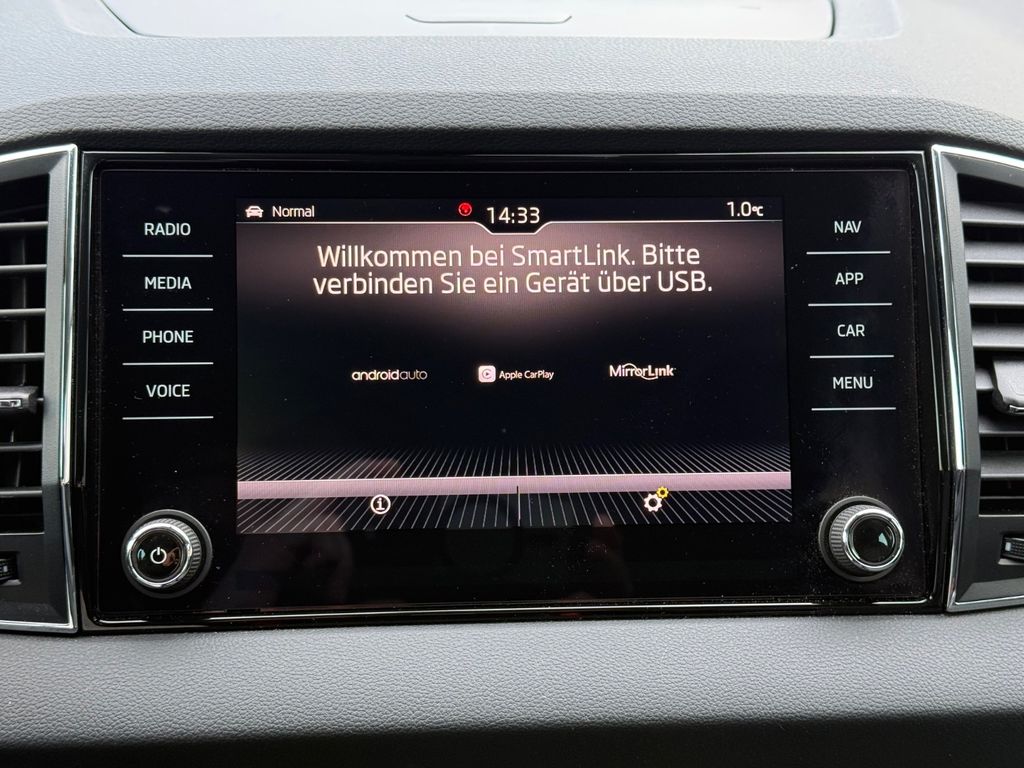 RADIO
MEDIA
PHONE
VOICE
Normal
14:33
1.0°C
Willkommen bei SmartLink. Bitte
verbinden Sie ein Gerät über USB.
androidauto
Apple CarPlay
MirrorLink
NAV
APP
CAR
MENU